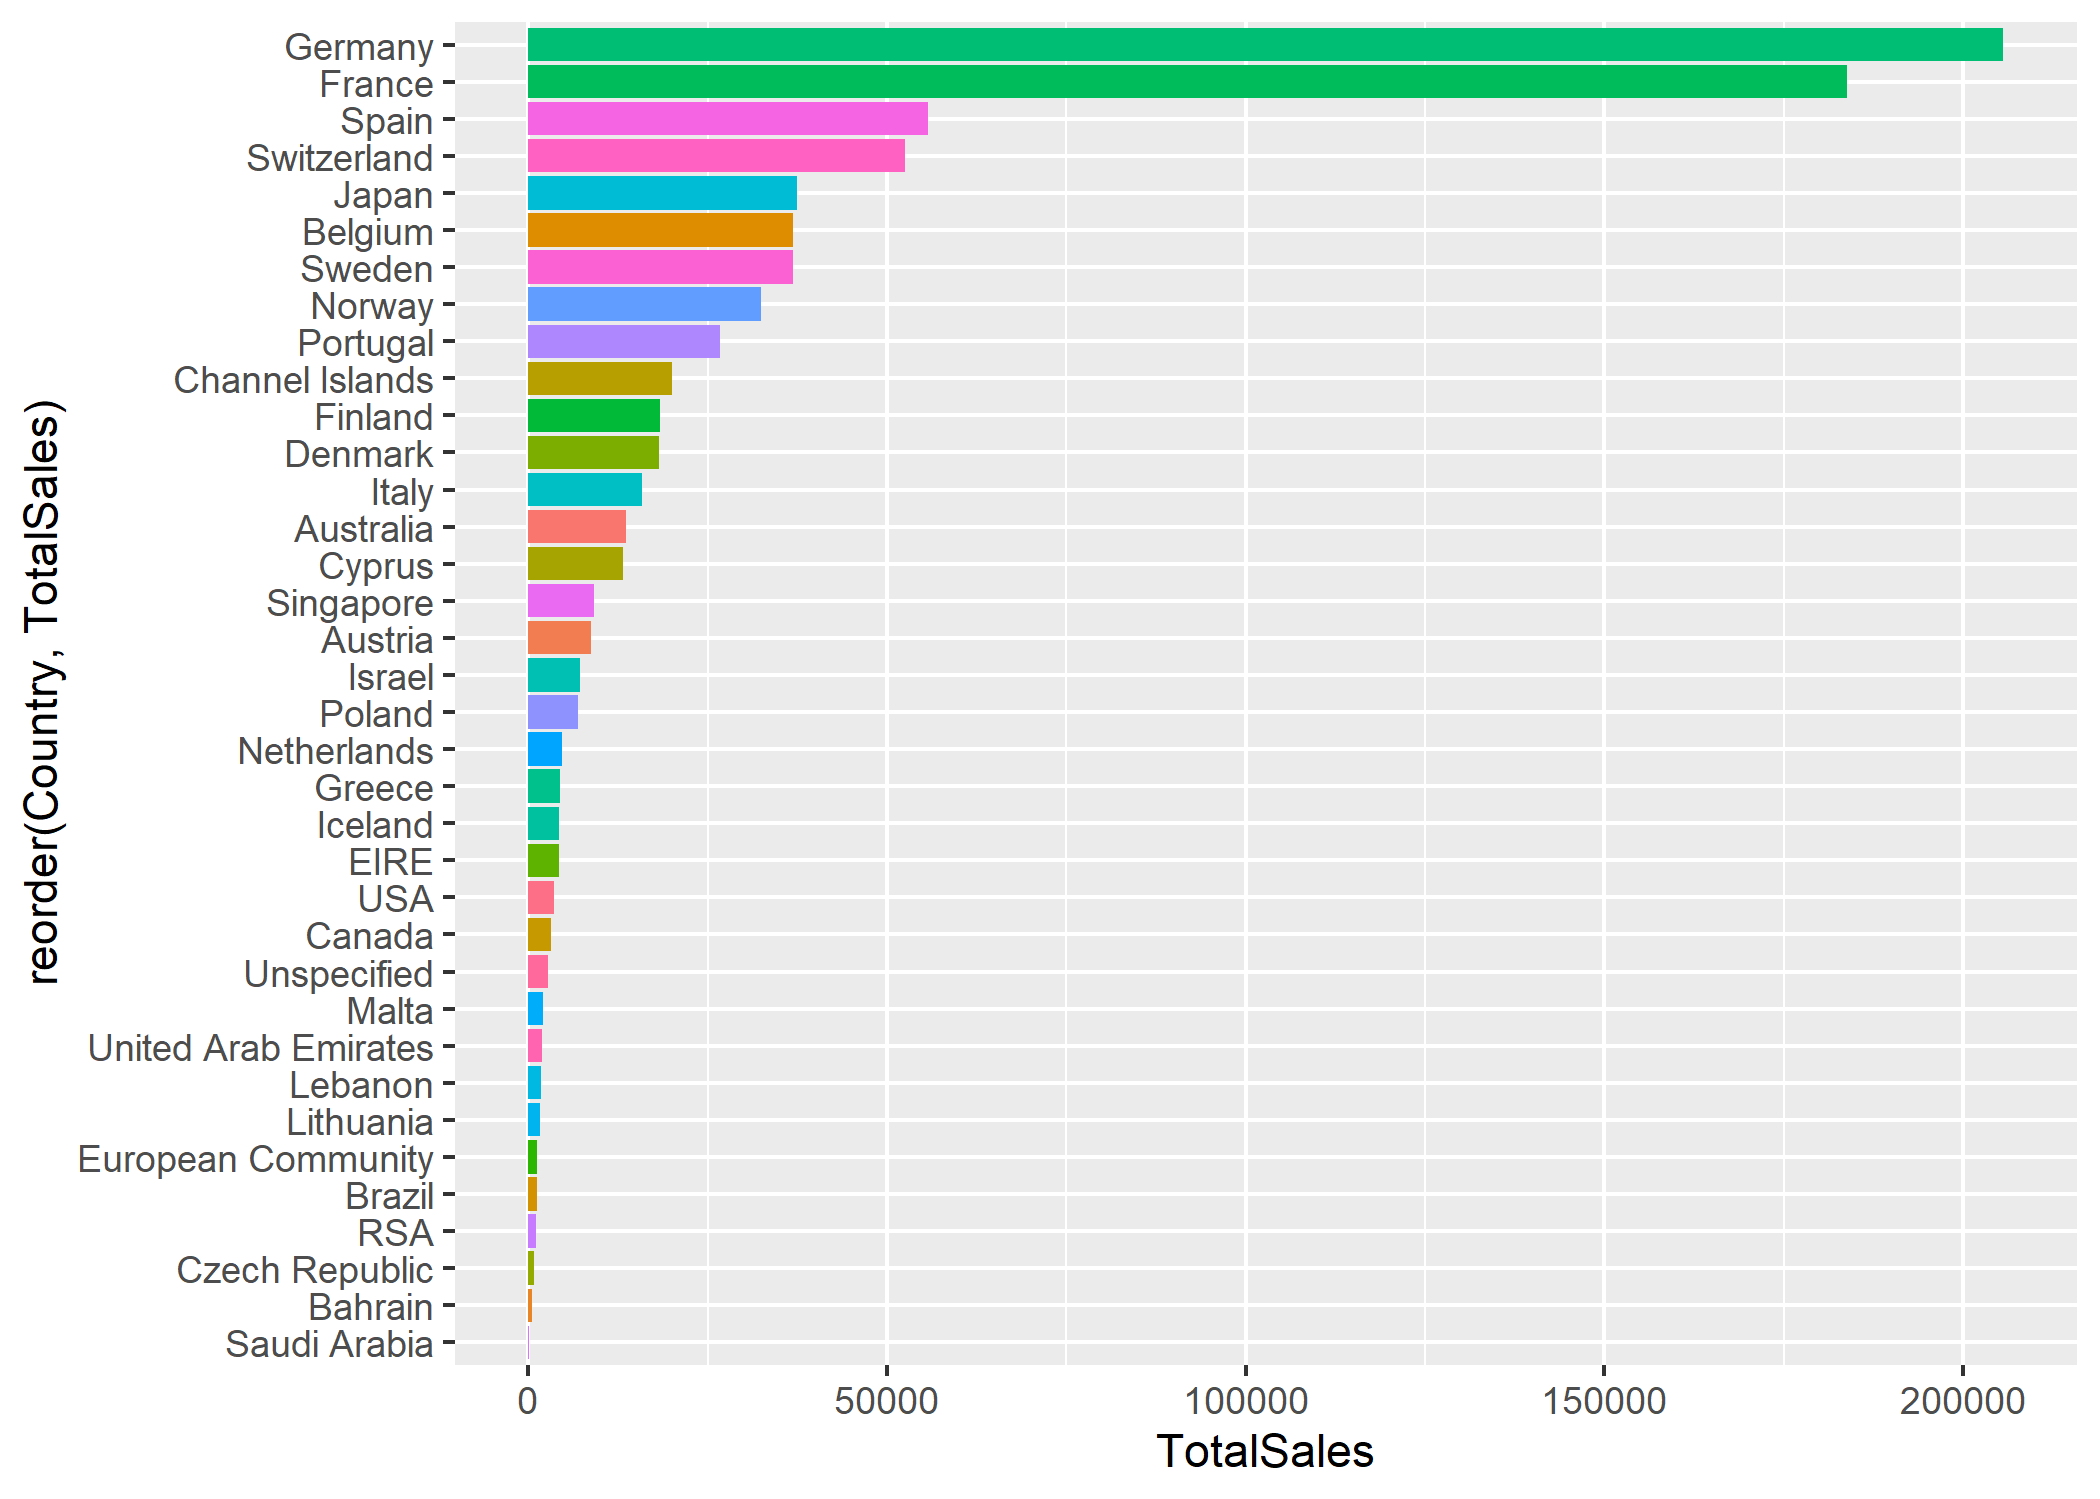 reorder(Country, TotalSales)
Germany
France
Spain
Switzerland
Japan
Belgium
Sweden
Norway
Portugal
Channel Islands
Finland
Denmark
Italy
Australia
Cyprus
Singapore
Austria
Israel
Poland
Netherlands
Greece
Iceland
EIRE
USA
Canada
Unspecified
Malta
United Arab Emirates
Lebanon
Lithuania
European Community
Brazil
RSA
Czech Republic
Bahrain
Saudi Arabia
0 50000 100000 150000 200000
TotalSales